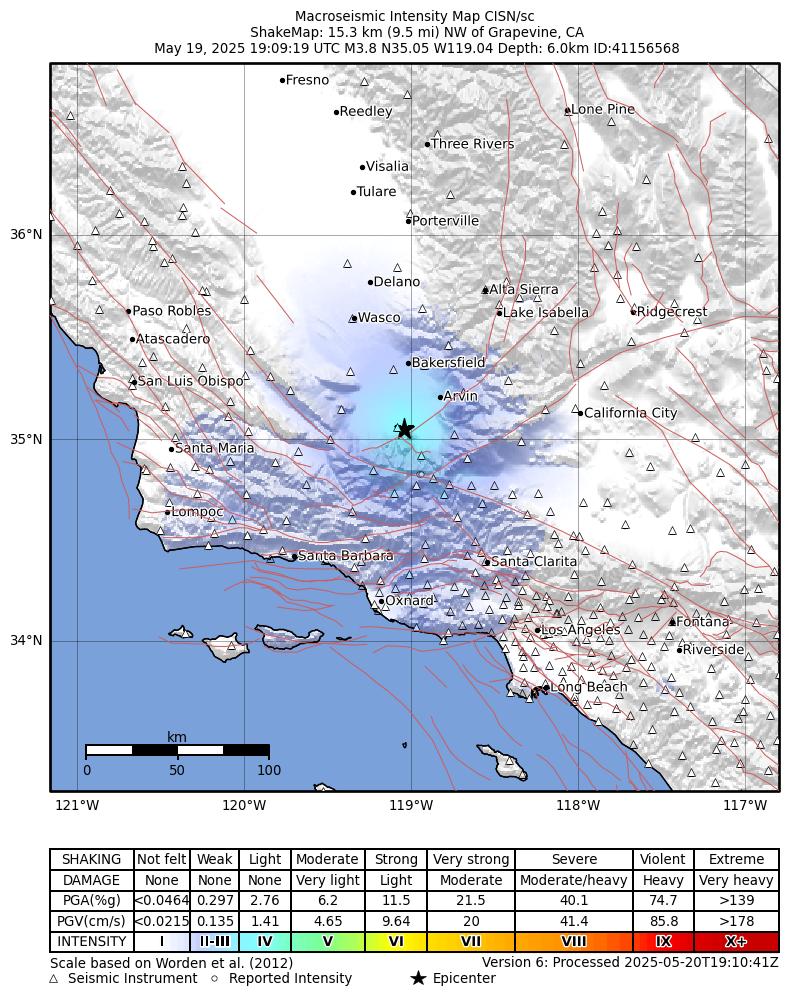 Macroseismic Intensity Map CISN/sc
ShakeMap: 15.3 km (9.5 mi) NW of Grapevine, CA
May 19, 2025 19:09:19 UTC M3.8 N35.05 W119.04 Depth: 6.0km ID:41156568
Fresno
Reedley
Lone Pine
Three Rivers
Visalia
Tulare
Porterville
36°N
Delano
Alta Sierra
Paso Robles
Wasco
Lake Isabella
Ridgecrest
Atascadero
Bakersfield
San Luis Obispo
Arvin
California City
35°N
Santa Maria
Lompoc
Santa Barbara
Santa Clarita
Oxnard
Los Angeles
Fontana
34°N
Riverside
Long Beach
km
0 50 100
121°W 120°W 119°W 118°W 117°W
SHAKING Not felt Weak Light Moderate Strong Very strong Severe Violent Extreme
DAMAGE None None None Very light Light Moderate Moderate/heavy Heavy Very heavy
PGA(%g) <0.0464 0.297 2.76 6.2 11.5 21.5 40.1 74.7 >139
PGV(cm/s) <0.0215 0.135 1.41 4.65 9.64 20 41.4 85.8 >178
INTENSITY I II-III IV V VI VII VIII IX X+
Scale based on Worden et al. (2012) Version 6: Processed 2025-05-20T19:10:41Z
△ Seismic Instrument ○ Reported Intensity ★ Epicenter